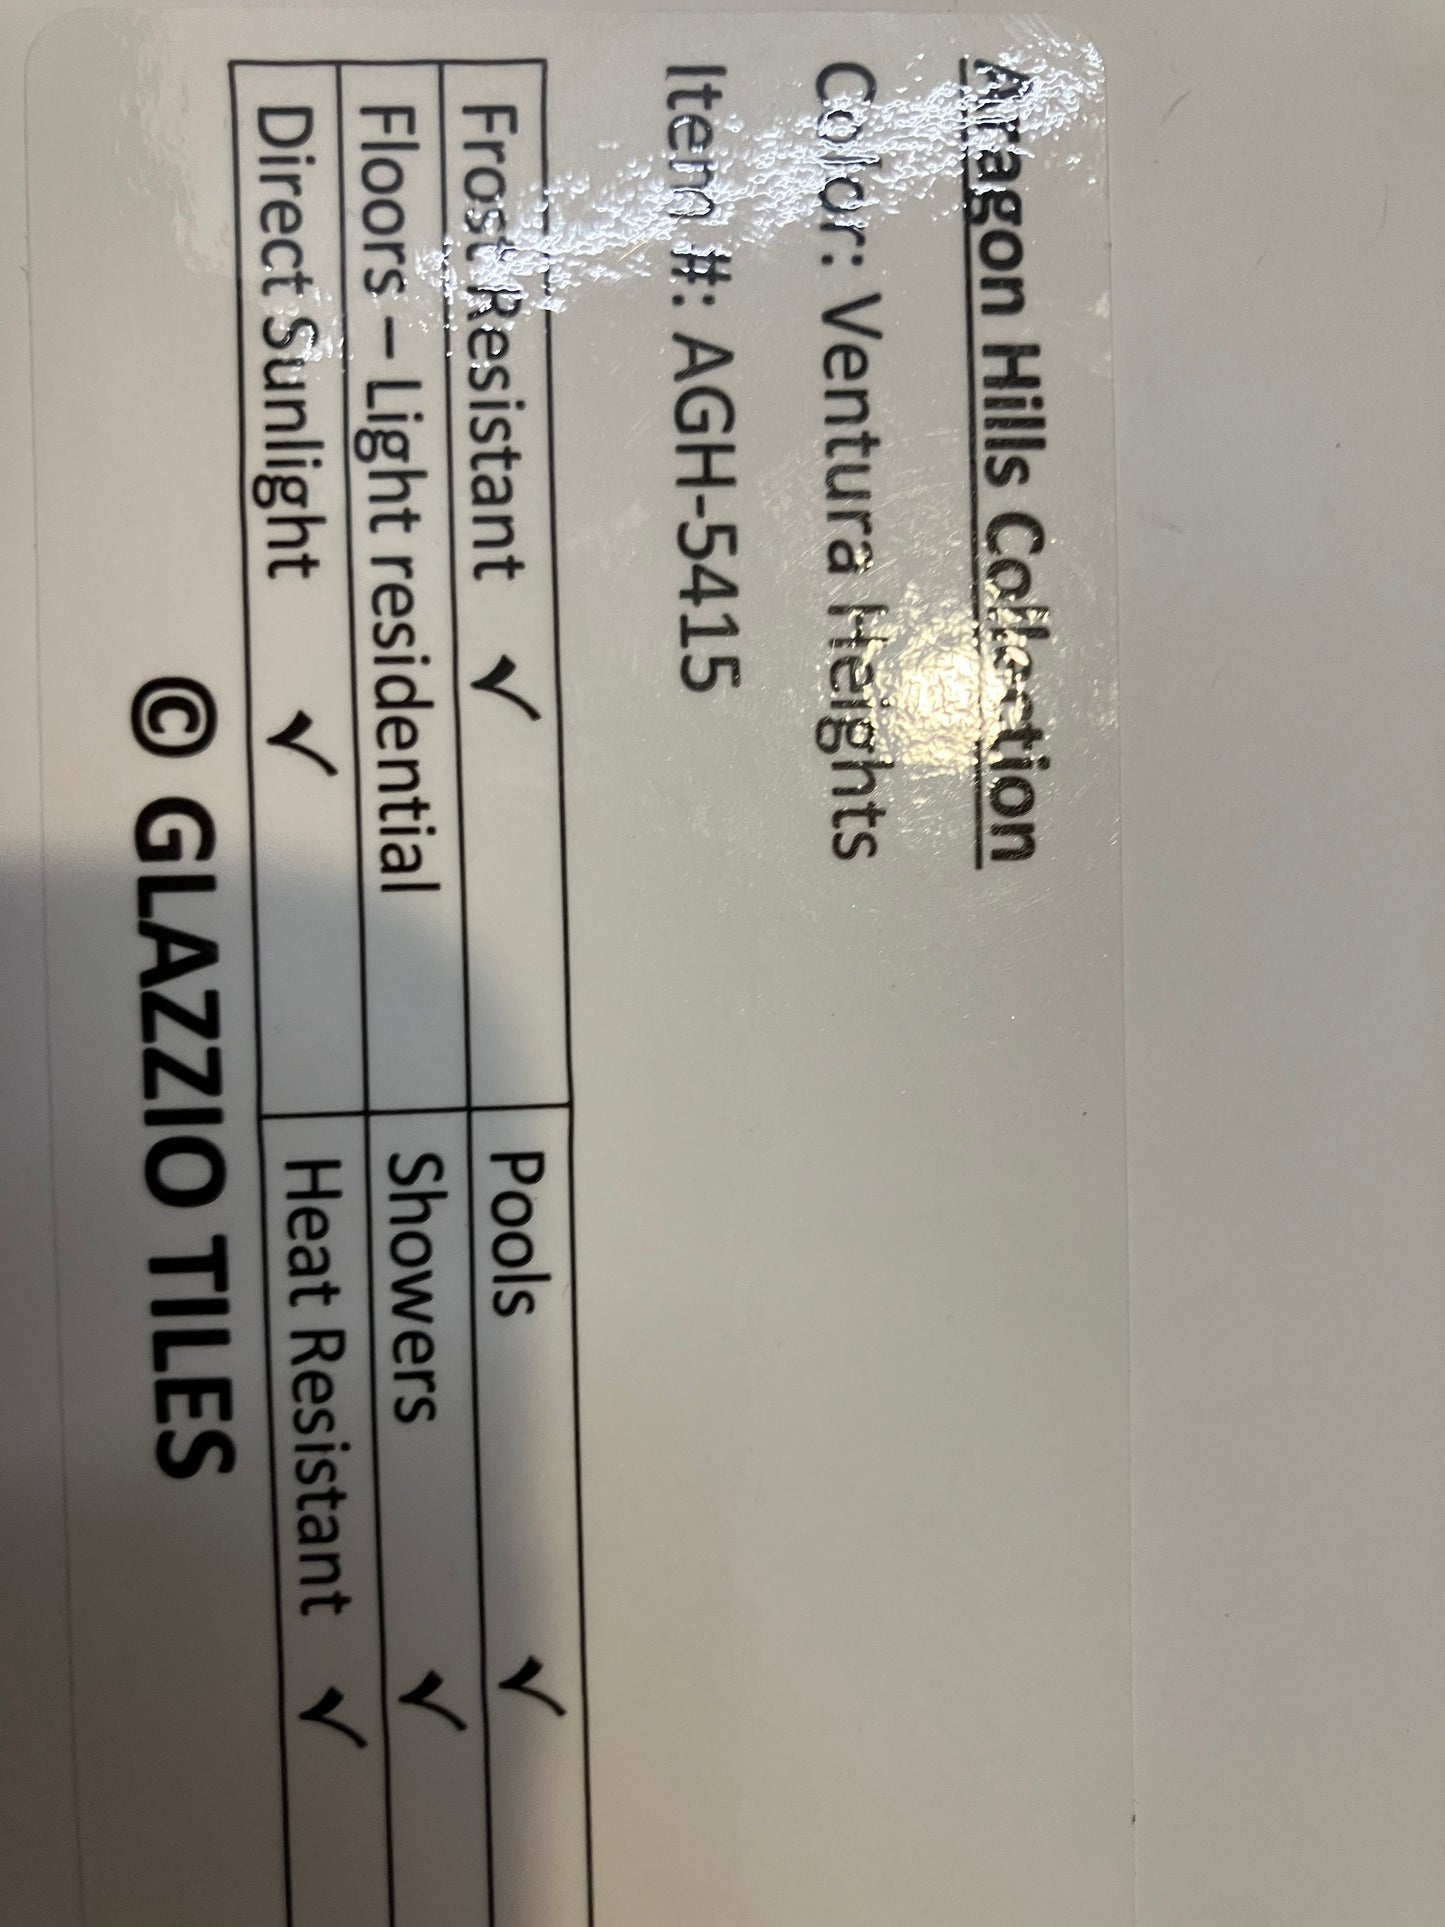 Aragon Hills Collection
Color: Ventura Heights
Item #: AGH-5415
Frost Resistant ✓ Pools ✓
Floors – Light residential Showers ✓
Direct Sunlight ✓ Heat Resistant ✓
© GLAZZIO TILES